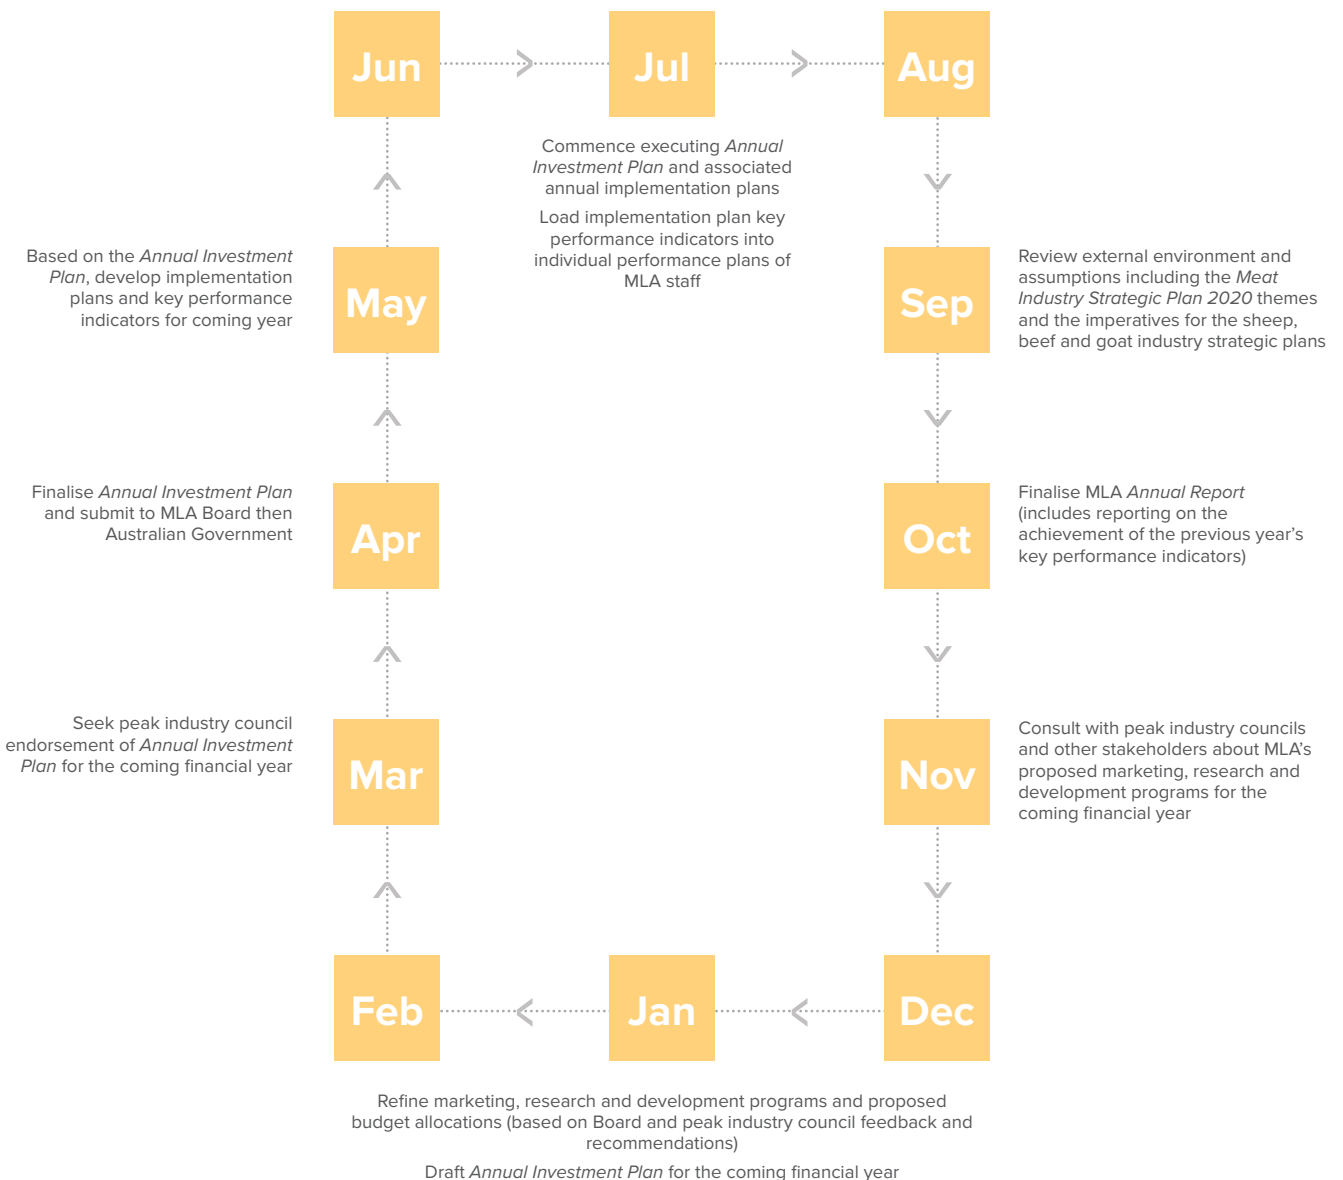 Jun
Jul
Aug
Commence executing Annual
Investment Plan and associated
annual implementation plans
Load implementation plan key
performance indicators into
individual performance plans of
MLA staff
Based on the Annual Investment
Plan, develop implementation
plans and key performance
indicators for coming year
May
Sep
Review external environment and
assumptions including the Meat
Industry Strategic Plan 2020 themes
and the imperatives for the sheep,
beef and goat industry strategic plans
Finalise Annual Investment Plan
and submit to MLA Board then
Australian Government
Apr
Oct
Finalise MLA Annual Report
(includes reporting on the
achievement of the previous year’s
key performance indicators)
Seek peak industry council
endorsement of Annual Investment
Plan for the coming financial year
Mar
Nov
Consult with peak industry councils
and other stakeholders about MLA’s
proposed marketing, research and
development programs for the
coming financial year
Feb
Jan
Dec
Refine marketing, research and development programs and proposed
budget allocations (based on Board and peak industry council feedback and
recommendations)
Draft Annual Investment Plan for the coming financial year